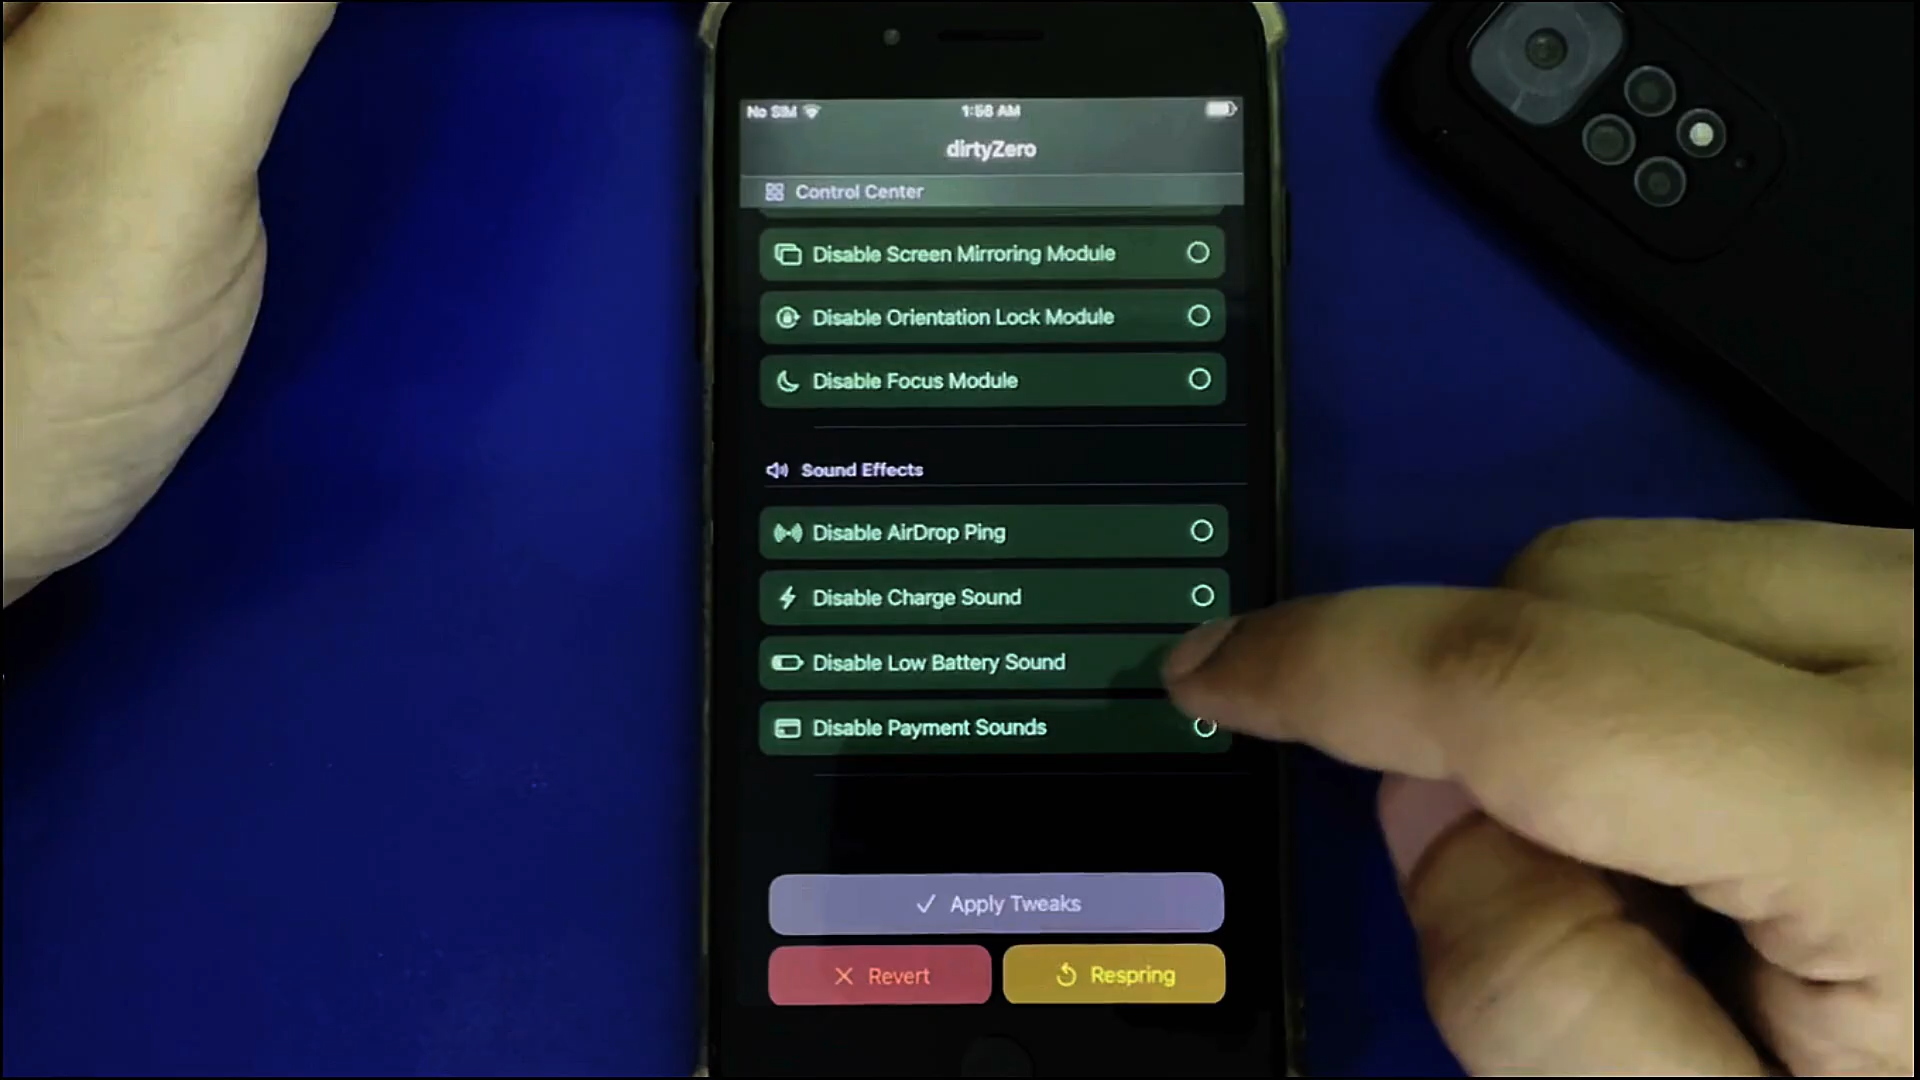 No SIM
1:58 AM
dirtyZero
Control Center
Disable Screen Mirroring Module
Disable Orientation Lock Module
Disable Focus Module
Sound Effects
Disable AirDrop Ping
Disable Charge Sound
Disable Low Battery Sound
Disable Payment Sounds
Apply Tweaks
Revert
Respring